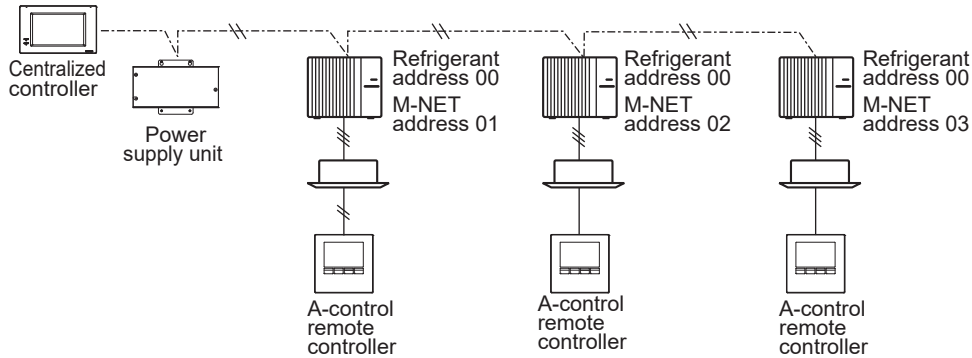 Centralized
controller
Power
supply unit
Refrigerant
address 00
M-NET
address 01
Refrigerant
address 00
M-NET
address 02
Refrigerant
address 00
M-NET
address 03
A-control
remote
controller
A-control
remote
controller
A-control
remote
controller